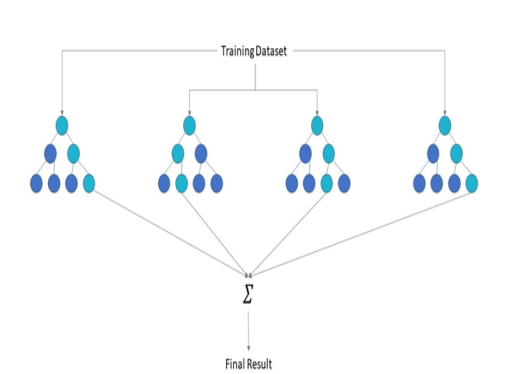 Training Dataset
Σ
Final Result